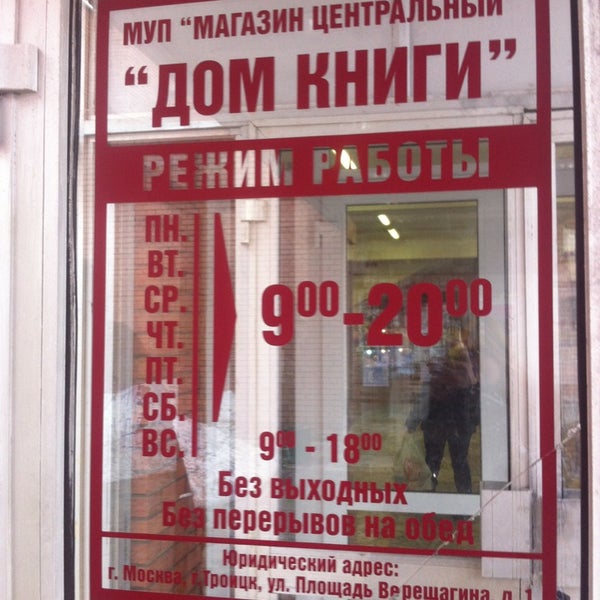 МУП “МАГАЗИН ЦЕНТРАЛЬНЫЙ
“ДОМ КНИГИ”
РЕЖИМ РАБОТЫ
ПН.
ВТ.
СР.
ЧТ.
ПТ.
СБ.
9⁰⁰-20⁰⁰
ВС. 9⁰⁰ - 18⁰⁰
Без выходных
Без перерывов на обед
Юридический адрес:
г. Москва, г.Троицк, ул. Площадь Верещагина, д. 1